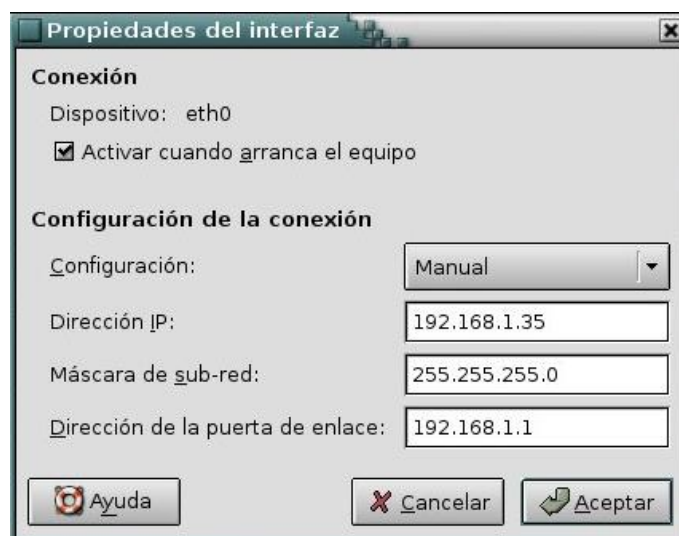 Propiedades del interfaz
Conexión
Dispositivo: eth0
Activar cuando arranca el equipo
Configuración de la conexión
Configuración: Manual
Dirección IP: 192.168.1.35
Máscara de sub-red: 255.255.255.0
Dirección de la puerta de enlace: 192.168.1.1
Ayuda Cancelar Aceptar